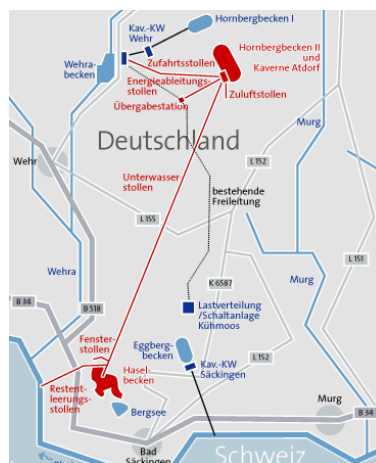 Hornbergbecken I
Kav.-KW
Wehr
Wehra-
becken
Zufahrtsstollen
Hornbergbecken II
und
Kaverne Atdorf
Energieableitungs-
stollen
Übergabestation
Zuluftstollen
Murg
Deutschland
Wehr
L 152
Unterwasser
stollen
bestehende
Freileitung
L 155
L 151
Wehra
K 6587
Murg
B 34
B 518
Lastverteilung
/Schaltanlage
Kühmoos
Fenster-
stollen
Eggberg-
becken
Hasel-
becken
Kav.-KW
Säckingen
L 152
Restent-
leerungs-
stollen
Bergsee
Murg
B 34
Bad
Säckingen
Schweiz